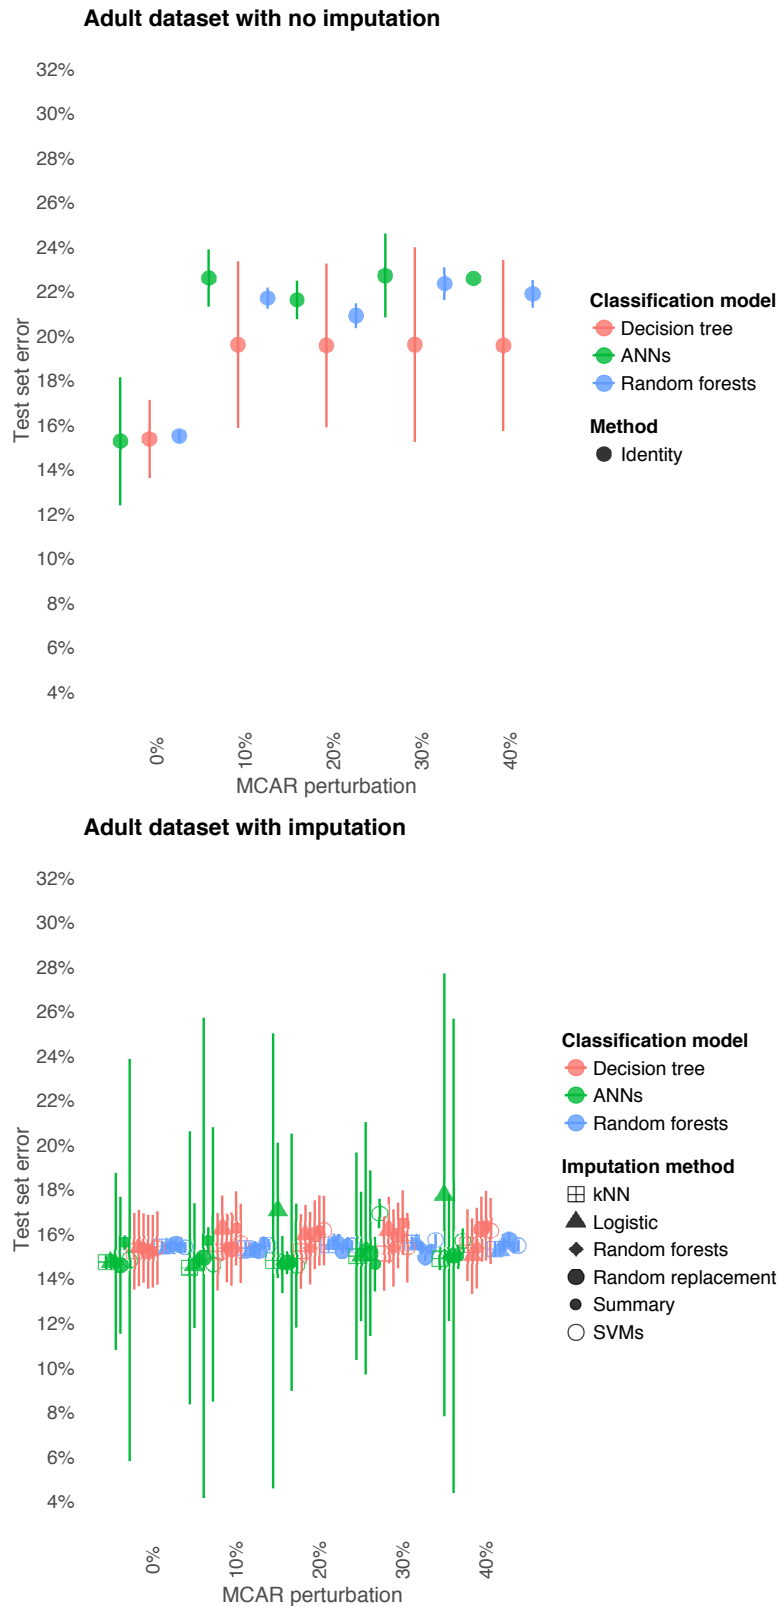 Adult dataset with no imputation
32%
30%
28%
26%
24%
22%
20%
18%
16%
14%
12%
10%
8%
6%
4%
Test set error
0%
10%
20%
30%
40%
MCAR perturbation
Classification model
Decision tree
ANNs
Random forests
Method
Identity
Adult dataset with imputation
32%
30%
28%
26%
24%
22%
20%
18%
16%
14%
12%
10%
8%
6%
4%
Test set error
0%
10%
20%
30%
40%
MCAR perturbation
Classification model
Decision tree
ANNs
Random forests
Imputation method
kNN
Logistic
Random forests
Random replacement
Summary
SVMs